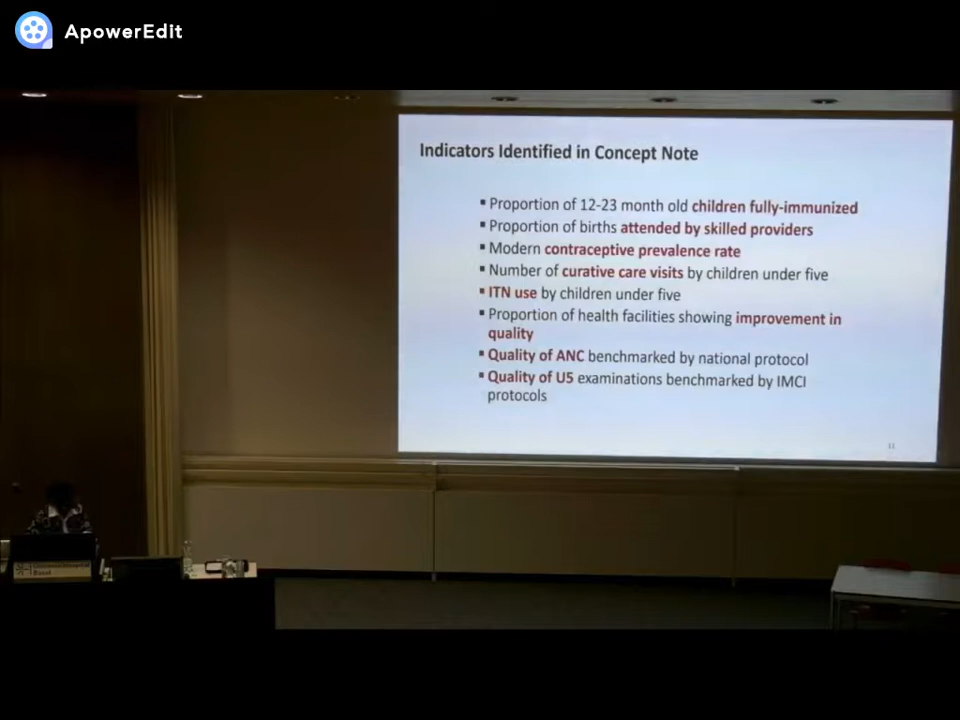 ApowerEdit
Indicators Identified in Concept Note
▪ Proportion of 12-23 month old children fully-immunized
▪ Proportion of births attended by skilled providers
▪ Modern contraceptive prevalence rate
▪ Number of curative care visits by children under five
▪ ITN use by children under five
▪ Proportion of health facilities showing improvement in
quality
▪ Quality of ANC benchmarked by national protocol
▪ Quality of U5 examinations benchmarked by IMCI
protocols
11
Basel